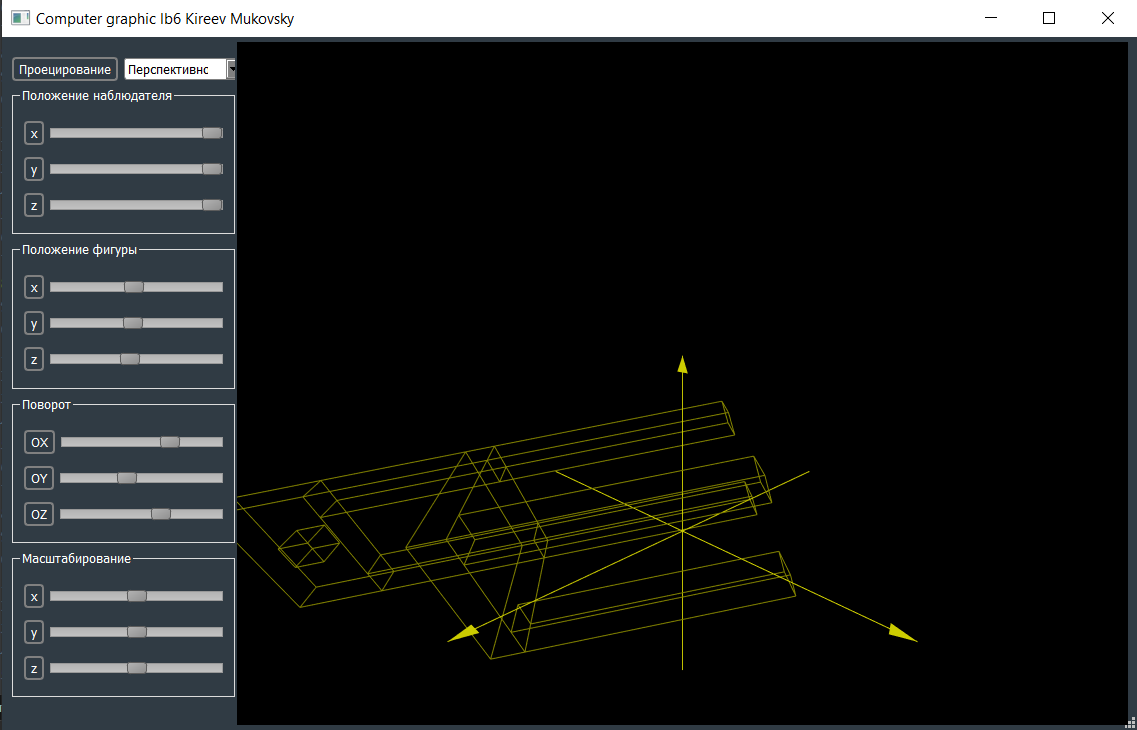 Computer graphic lb6 Kireev Mukovsky
Проецирование Перспективнс
Положение наблюдателя
x
y
z
Положение фигуры
x
y
z
Поворот
OX
OY
OZ
Масштабирование
x
y
z